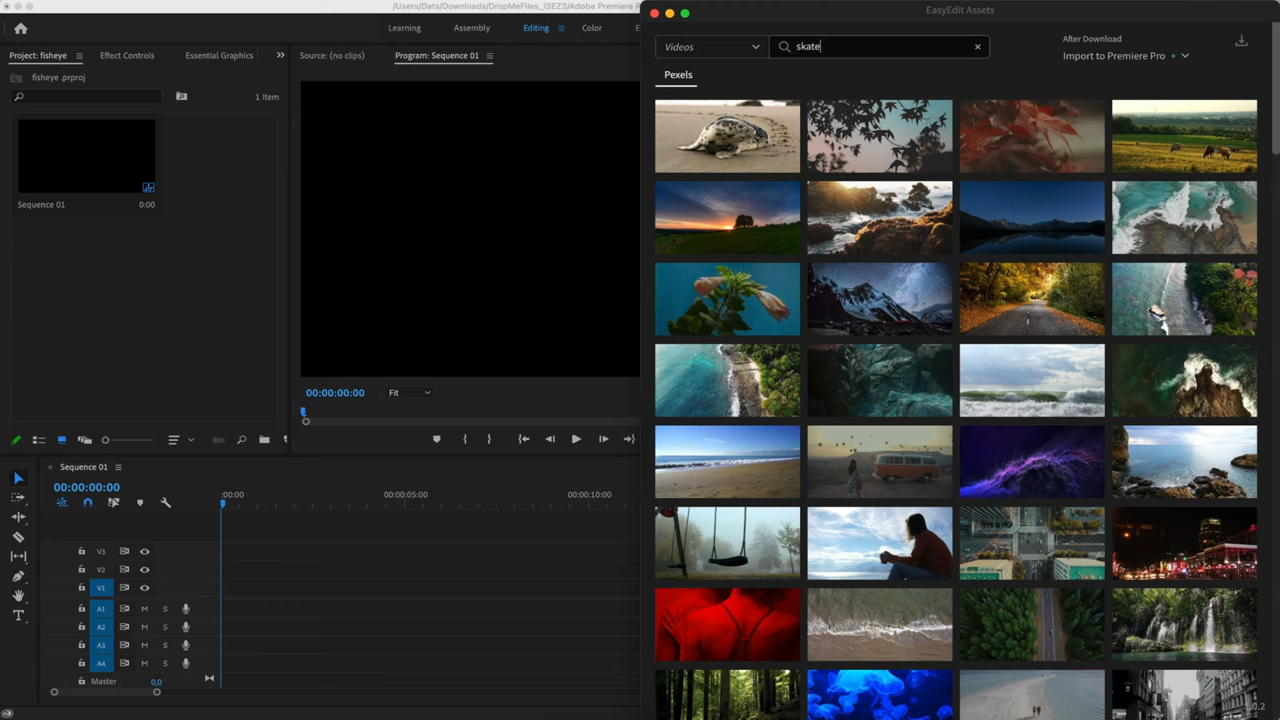 /Users/Dats/Downloads/DropMeFiles_ISEZS/Adobe Premiere P
Learning
Assembly
Editing
Color
E
Project: fisheye
Effect Controls
Essential Graphics
Source: (no clips)
Program: Sequence 01
fisheye .prproj
1 Item
Sequence 01
0:00
00:00:00:00
Fit
Sequence 01
00:00:00:00
:00:00
00:00:05:00
00:00:10:00
V3
V2
V1
A1 M S
A2 M S
A3 M S
A4 M S
Master
0,0
EasyEdit Assets
Videos
skate
After Download
Import to Premiere Pro
Pexels
1.0.2